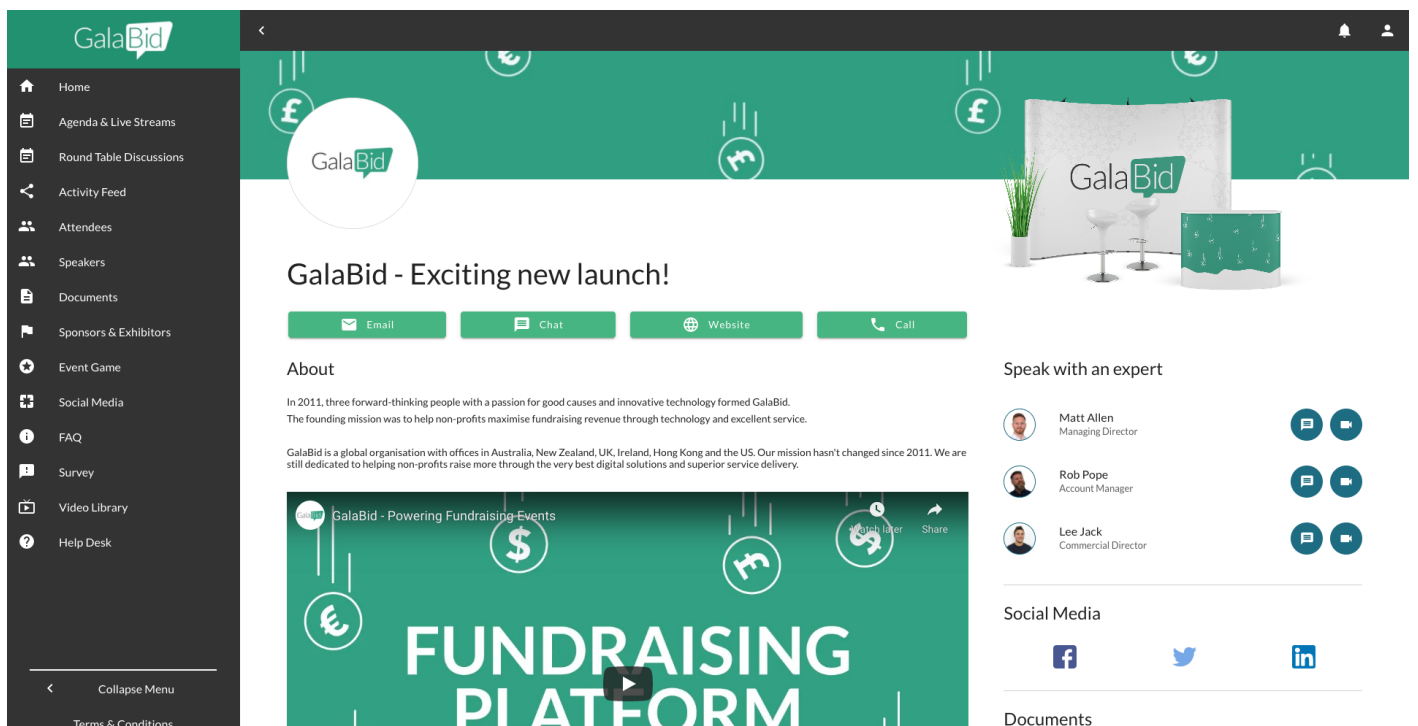 GalaBid
Home
Agenda & Live Streams
Round Table Discussions
Activity Feed
Attendees
Speakers
Documents
Sponsors & Exhibitors
Event Game
Social Media
FAQ
Survey
Video Library
Help Desk
Collapse Menu
Terms & Conditions
GalaBid
GalaBid
GalaBid - Exciting new launch!
Email
Chat
Website
Call
About
In 2011, three forward-thinking people with a passion for good causes and innovative technology formed GalaBid.
The founding mission was to help non-profits maximise fundraising revenue through technology and excellent service.
GalaBid is a global organisation with offices in Australia, New Zealand, UK, Ireland, Hong Kong and the US. Our mission hasn't changed since 2011. We are
still dedicated to helping non-profits raise more through the very best digital solutions and superior service delivery.
GalaBid
GalaBid - Powering Fundraising Events
Watch later
Share
FUNDRAISING
PLATFORM
Speak with an expert
Matt Allen
Managing Director
Rob Pope
Account Manager
Lee Jack
Commercial Director
Social Media
Documents